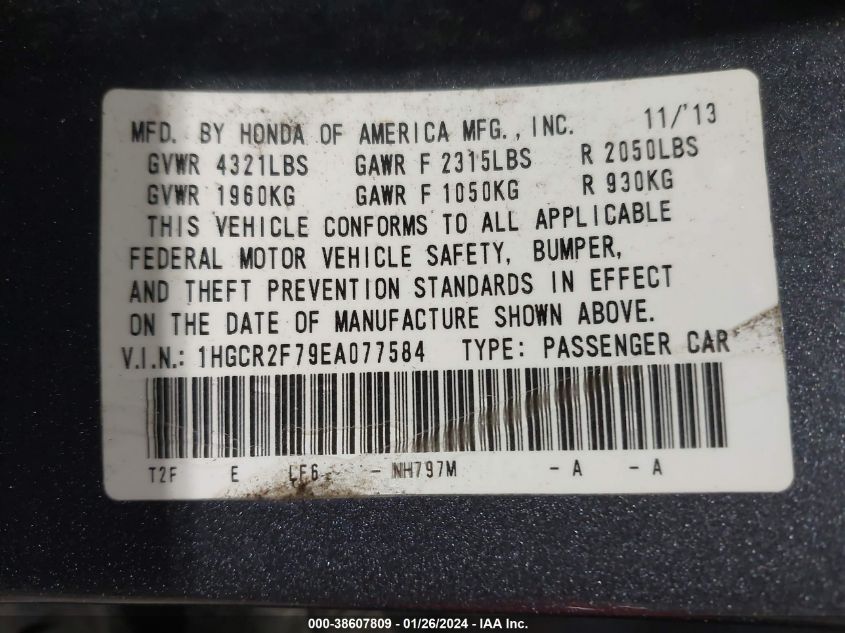 MFD. BY HONDA OF AMERICA MFG., INC. 11/'13
GVWR 4321LBS GAWR F 2315LBS R 2050LBS
GVWR 1960KG GAWR F 1050KG R 930KG
THIS VEHICLE CONFORMS TO ALL APPLICABLE
FEDERAL MOTOR VEHICLE SAFETY, BUMPER,
AND THEFT PREVENTION STANDARDS IN EFFECT
ON THE DATE OF MANUFACTURE SHOWN ABOVE.
V.I.N.: 1HGCR2F79EA077584 TYPE: PASSENGER CAR
T2F E LF6 - NH797M - A - A
000-38607809 - 01/26/2024 - IAA Inc.